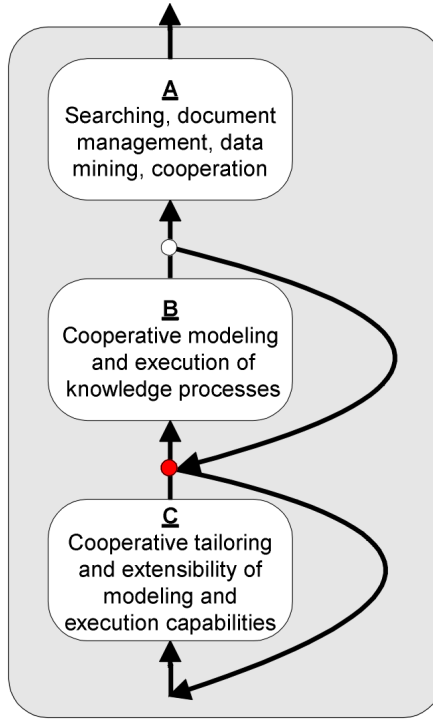 A
Searching, document
management, data
mining, cooperation
B
Cooperative modeling
and execution of
knowledge processes
C
Cooperative tailoring
and extensibility of
modeling and
execution capabilities